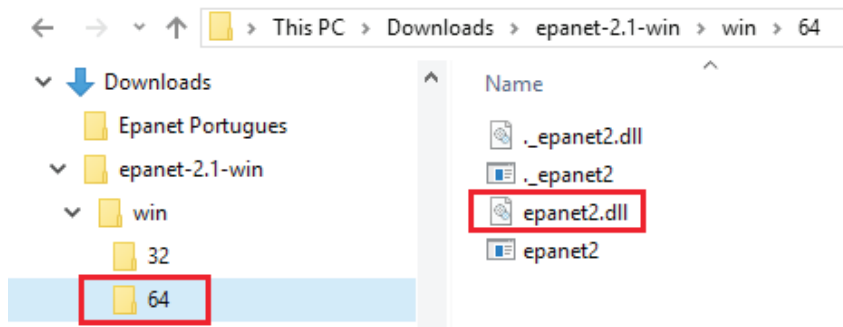 This PC > Downloads > epanet-2.1-win > win > 64
Downloads
Epanet Portugues
epanet-2.1-win
win
32
64
Name
._epanet2.dll
._epanet2
epanet2.dll
epanet2